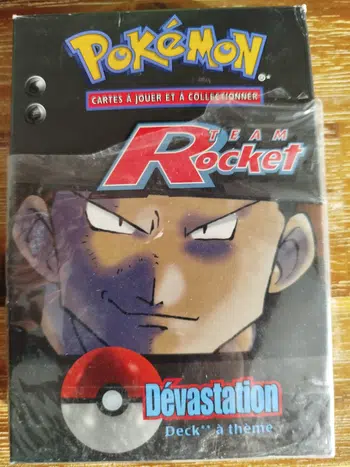 POKÉMON
CARTES À JOUER ET À COLLECTIONNER
TEAM
Rocket
Dévastation
Deck** à thème